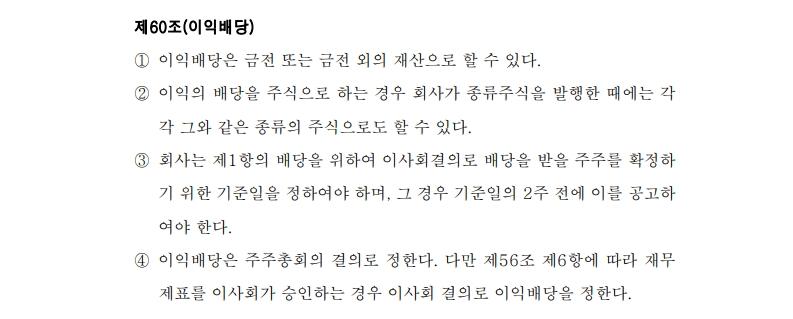 제60조(이익배당)
① 이익배당은 금전 또는 금전 외의 재산으로 할 수 있다.
② 이익의 배당을 주식으로 하는 경우 회사가 종류주식을 발행한 때에는 각
각 그와 같은 종류의 주식으로도 할 수 있다.
③ 회사는 제1항의 배당을 위하여 이사회결의로 배당을 받을 주주를 확정하
기 위한 기준일을 정하여야 하며, 그 경우 기준일의 2주 전에 이를 공고하
여야 한다.
④ 이익배당은 주주총회의 결의로 정한다. 다만 제56조 제6항에 따라 재무
제표를 이사회가 승인하는 경우 이사회 결의로 이익배당을 정한다.